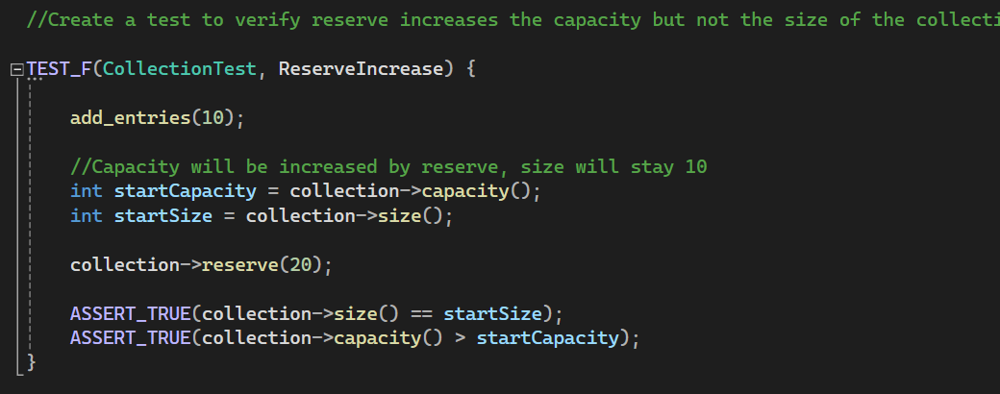 //Create a test to verify reserve increases the capacity but not the size of the collecti
TEST_F(CollectionTest, ReserveIncrease) {
add_entries(10);
//Capacity will be increased by reserve, size will stay 10
int startCapacity = collection->capacity();
int startSize = collection->size();
collection->reserve(20);
ASSERT_TRUE(collection->size() == startSize);
ASSERT_TRUE(collection->capacity() > startCapacity);
}